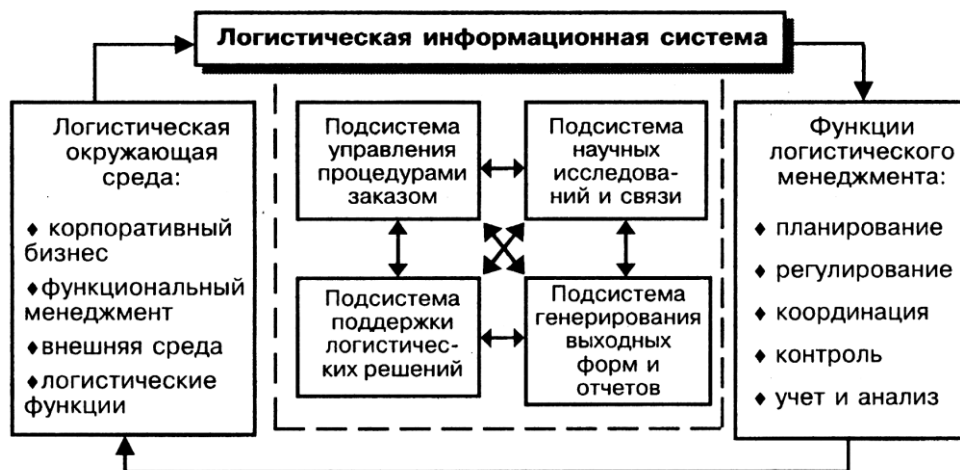 Логистическая информационная система
Логистическая
окружающая
среда:
♦ корпоративный
бизнес
♦функциональный
менеджмент
♦внешняя среда
♦логистические
функции
Подсистема
управления
процедурами
заказом
Подсистема
научных
исследова-
ний и связи
Подсистема
поддержки
логистичес-
ких решений
Подсистема
генерирования
выходных
форм и
отчетов
Функции
логистического
менеджмента:
♦ планирование
♦ регулирование
♦ координация
♦ контроль
♦ учет и анализ